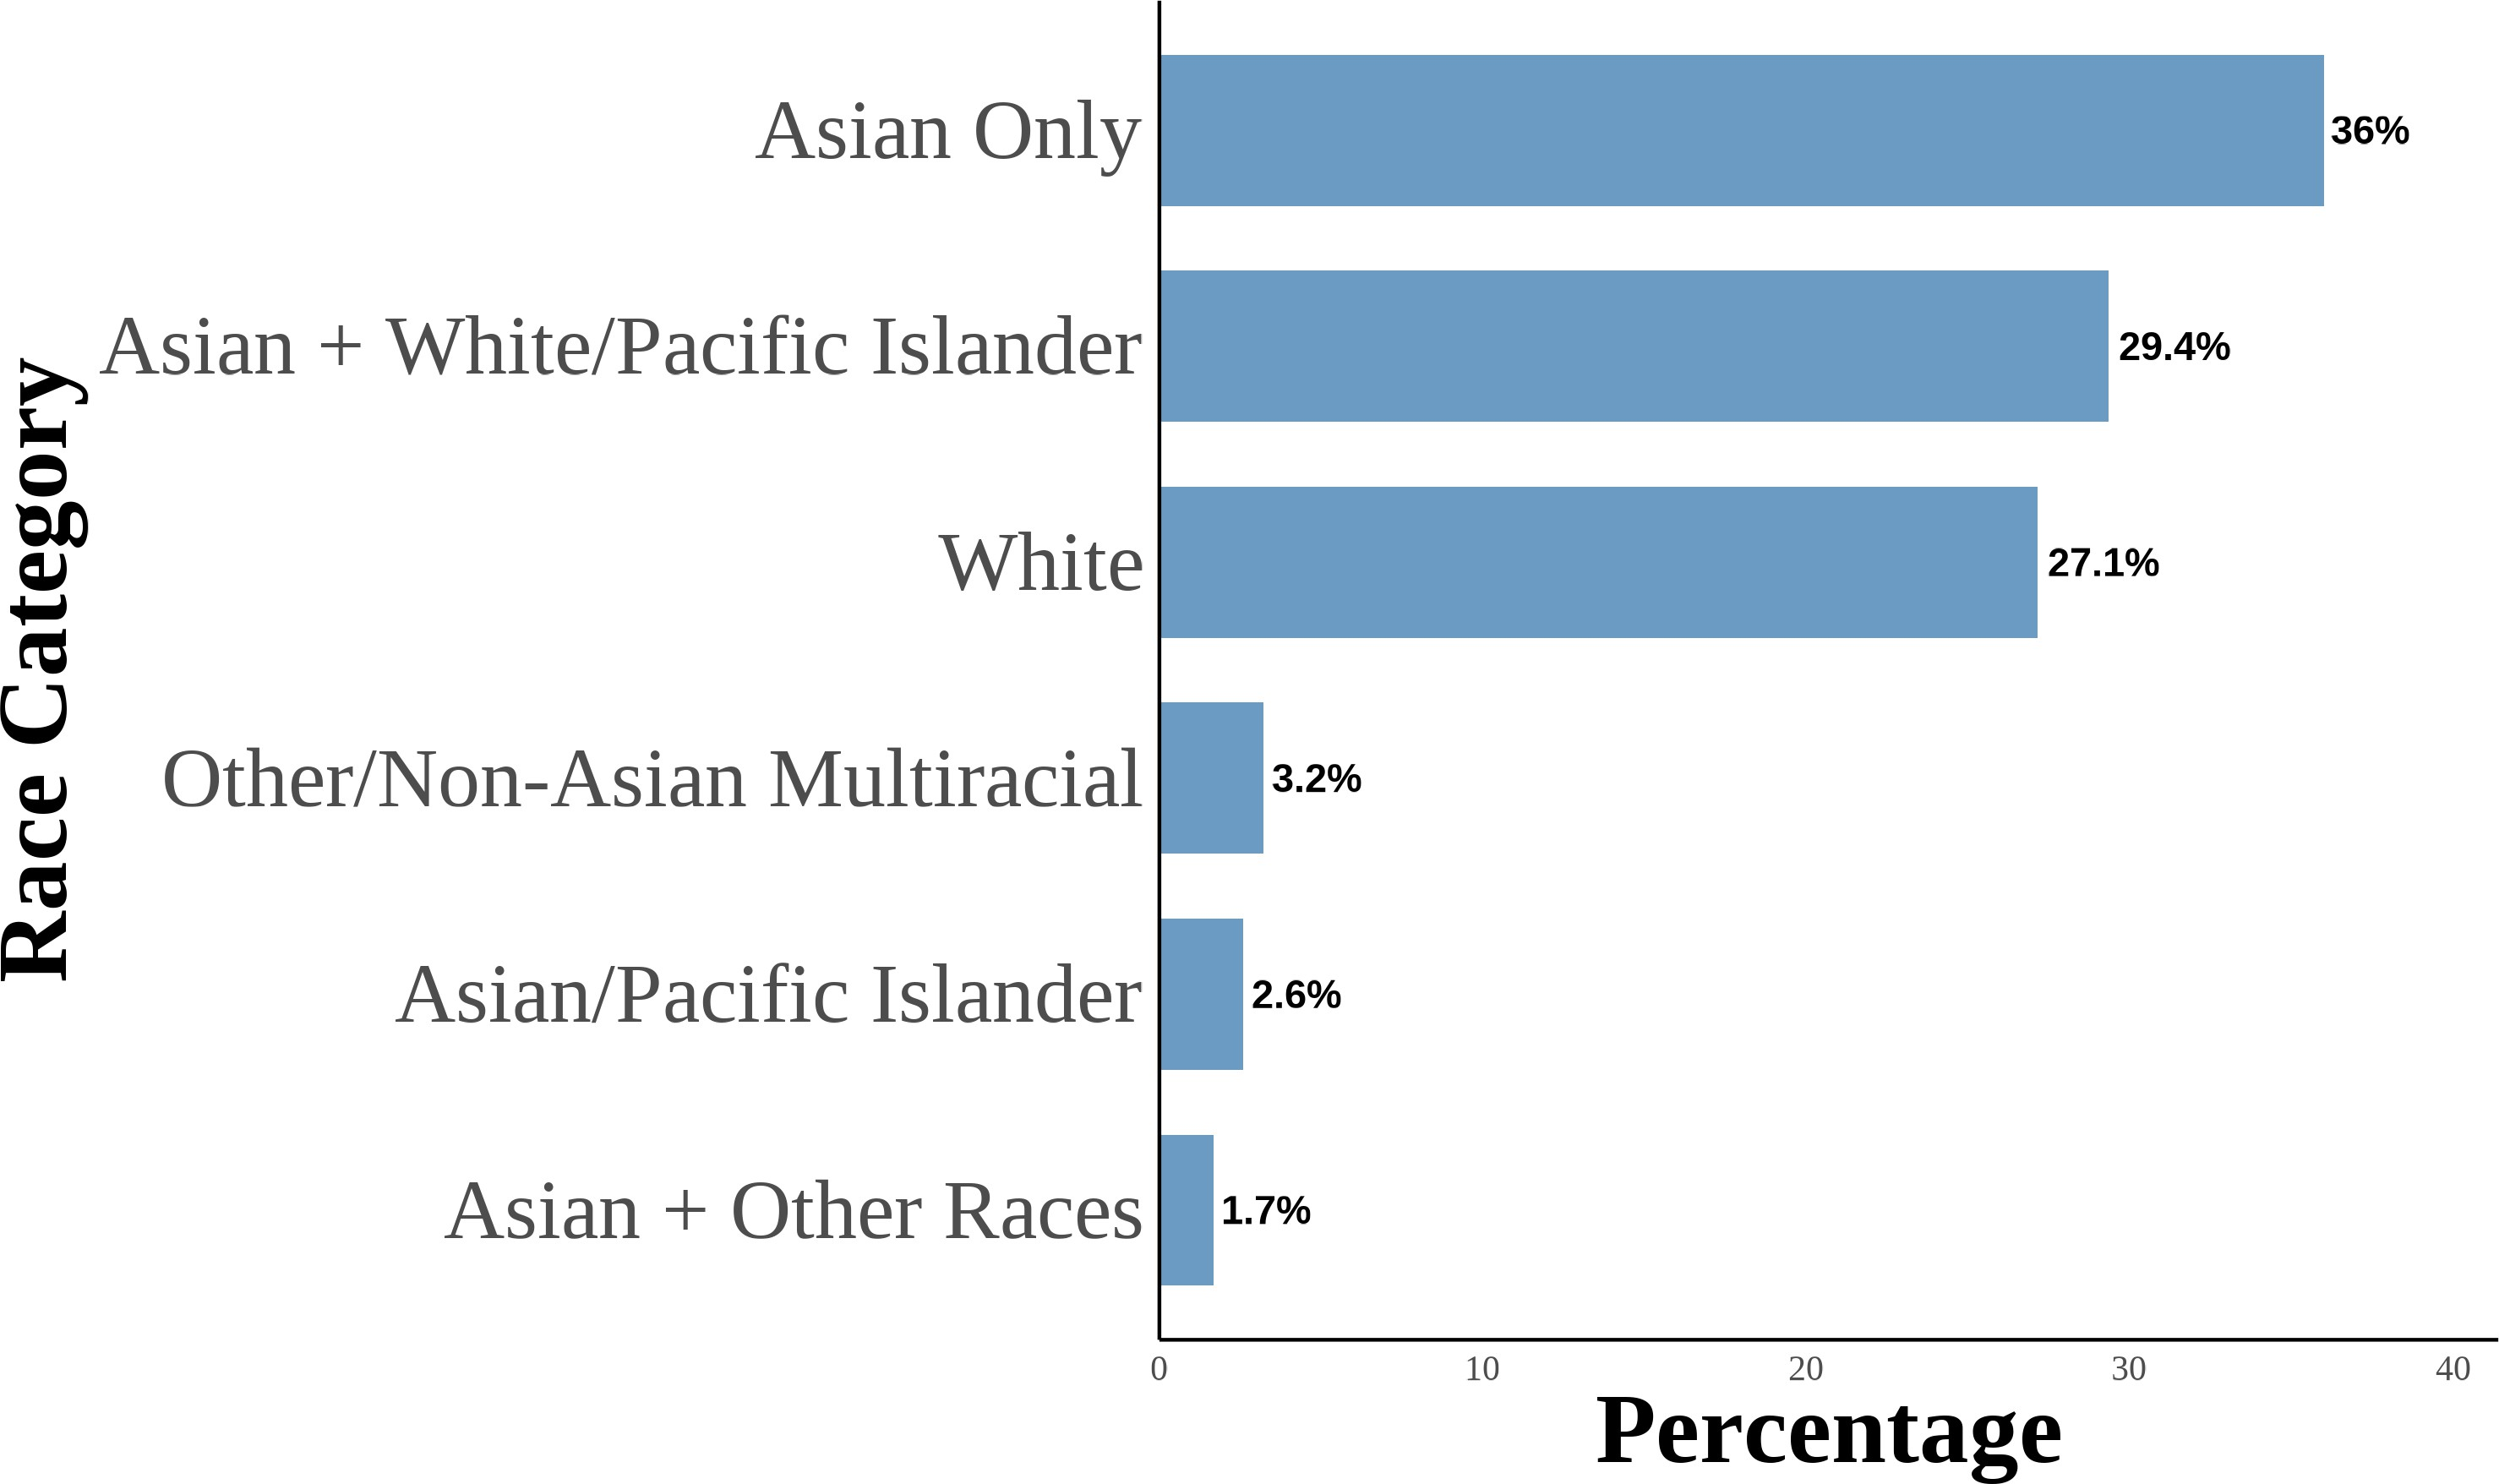 Race Category
Asian Only
36%
Asian + White/Pacific Islander
29.4%
White
27.1%
Other/Non-Asian Multiracial
3.2%
Asian/Pacific Islander
2.6%
Asian + Other Races
1.7%
0 10 20 30 40
Percentage